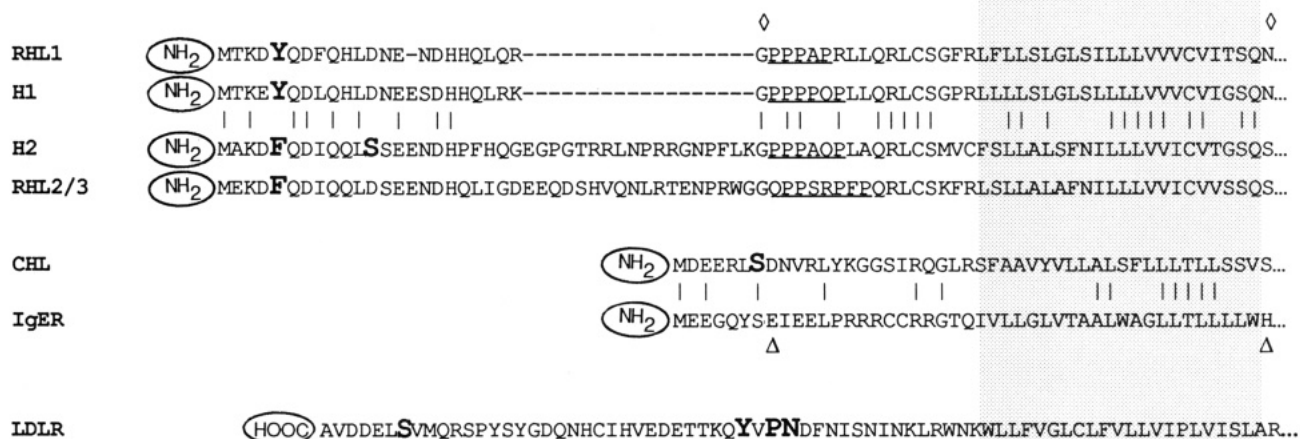 ◊ ◊
RHL1 NH2 MTKDYQDFQHLDNE-NDHHQLQR------------------GPPPAPRLLQRLCSGFRLFLLSLGLSILLLVVVCVITSQN...
H1 NH2 MTKEYQDLQHLDNEESDHHQLRK------------------GPPPPQPLLQRLCSGPRLLLLSLGLSLLLLVVVCVIGSQN...
H2 NH2 MAKDFQDIQQLSSEENDHPFHQGEGPGTRRLNPRRGNPFLKGPPPAQPLAQRLCSMVCFSLLALSFNILLLVVICVTGSQS...
RHL2/3 NH2 MEKDFQDIQQLDSEENDHQLIGDEEQDSHVQNLRTENPRWGGQPPSRPFPQRLCSKFRLSLLALAFNILLLVVICVVSSQS...
CHL NH2 MDEERLSDNVRLYKGGSIRQGLRSFAAVYVLLALSFLLLTLLSSVS...
IgER NH2 MEEGQYSEIEELPRRRCCRRGTQIVLLGLVTAALWAGLLTLLLLWH...
Δ Δ
LDLR HOOC AVDDELSVMQRSPYSYGDQNHCIHVEDETTKQYVPNDFNISNINKLRWNKWLLFVGLCLFVLLVIPLVISLAR...